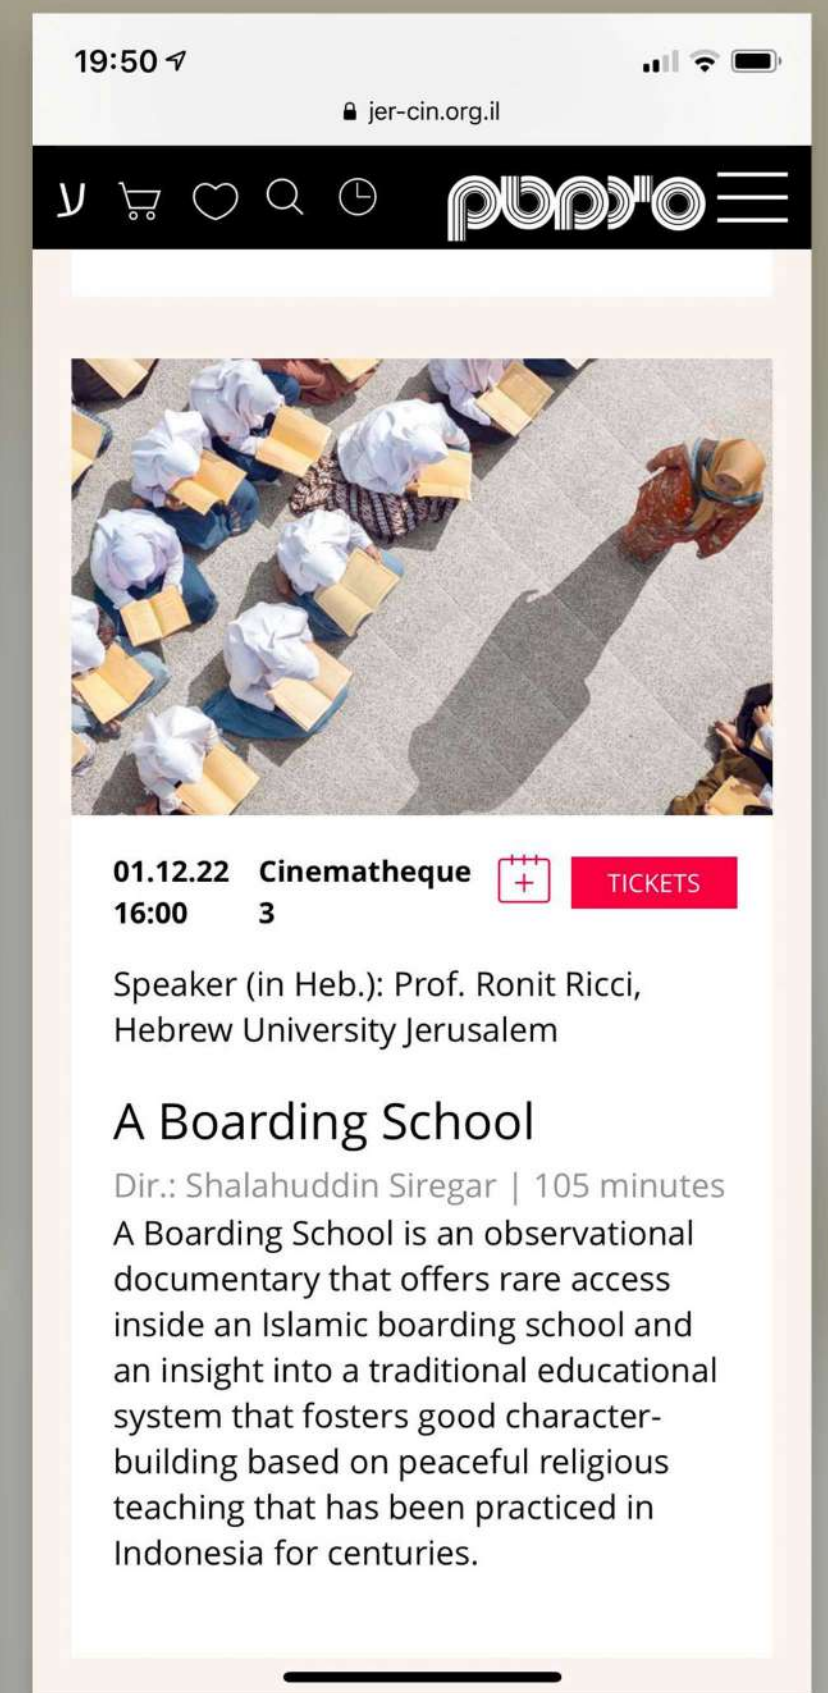 19:50
jer-cin.org.il
ע
סינמטק
01.12.22 Cinematheque TICKETS
16:00 3
Speaker (in Heb.): Prof. Ronit Ricci,
Hebrew University Jerusalem
A Boarding School
Dir.: Shalahuddin Siregar | 105 minutes
A Boarding School is an observational
documentary that offers rare access
inside an Islamic boarding school and
an insight into a traditional educational
system that fosters good character-
building based on peaceful religious
teaching that has been practiced in
Indonesia for centuries.